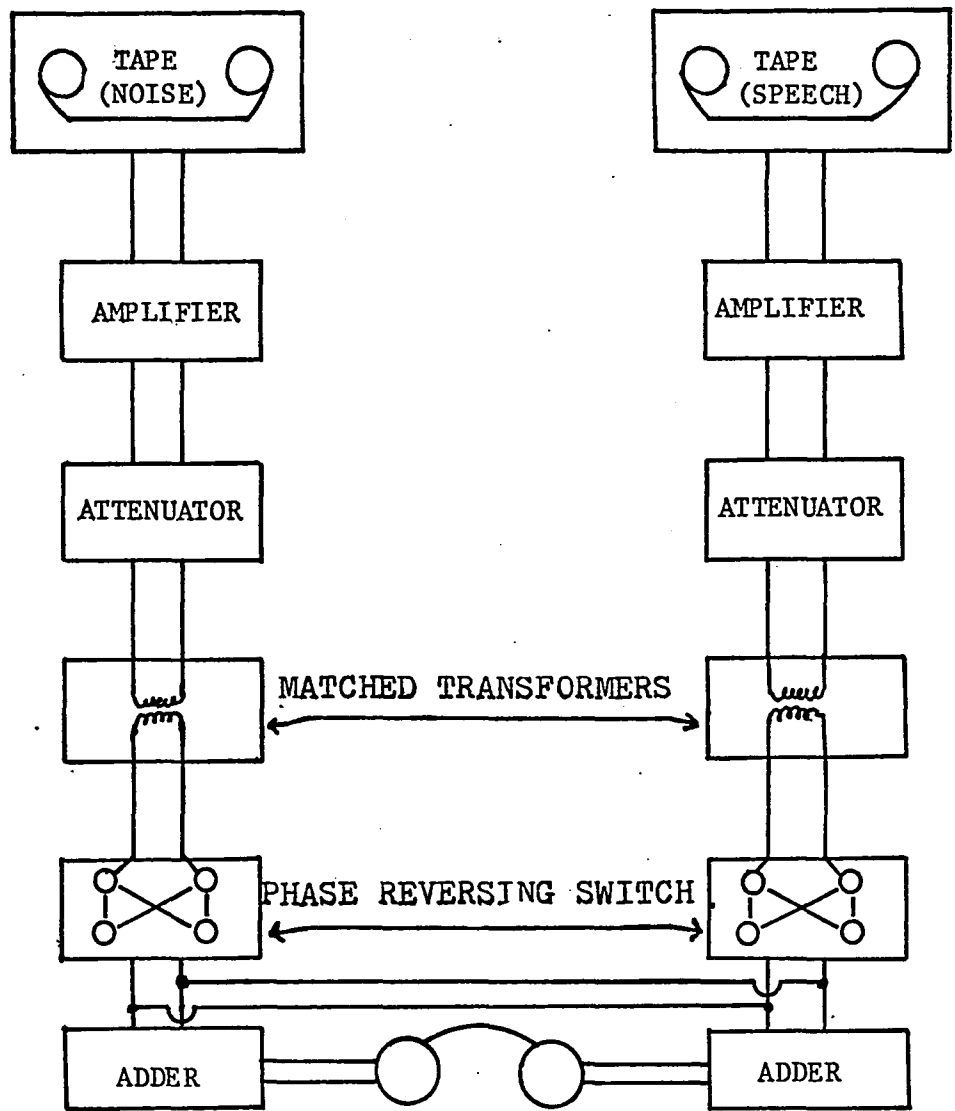 TAPE
(NOISE)
TAPE
(SPEECH)
AMPLIFIER
AMPLIFIER
ATTENUATOR
ATTENUATOR
MATCHED TRANSFORMERS
PHASE REVERSING SWITCH
ADDER
ADDER